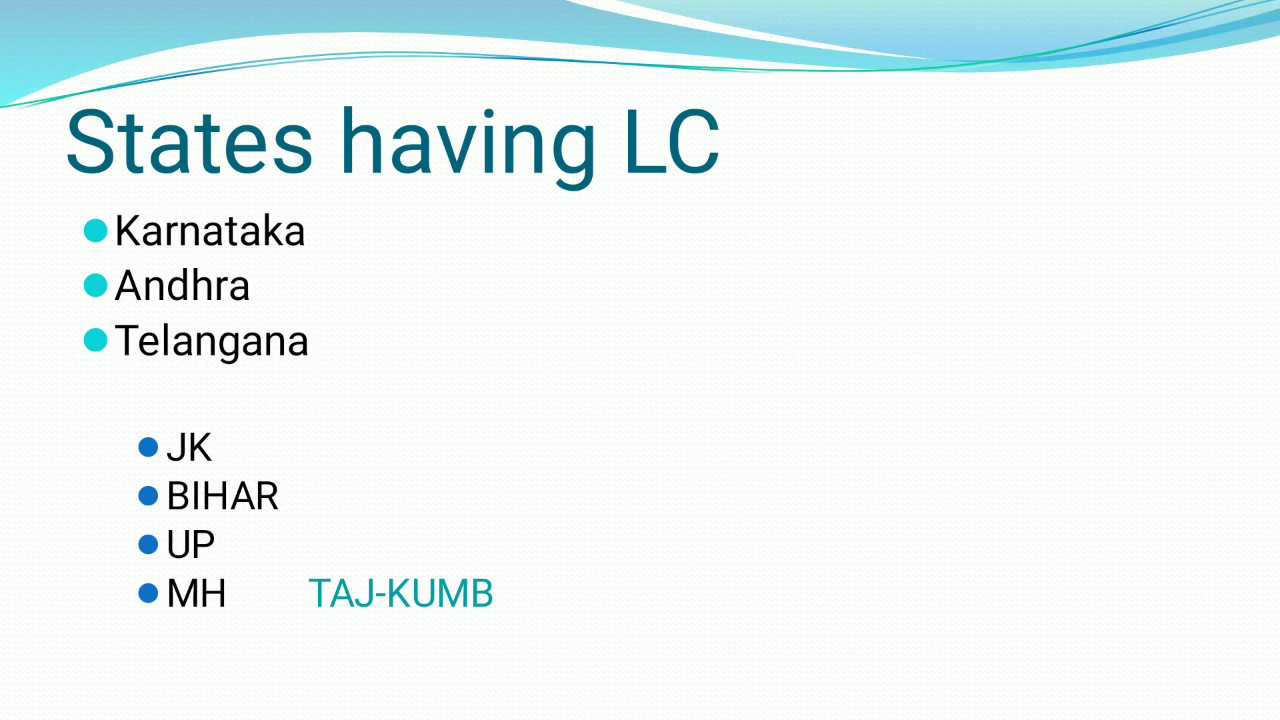 States having LC
Karnataka
Andhra
Telangana
JK
BIHAR
UP
MH TAJ-KUMB